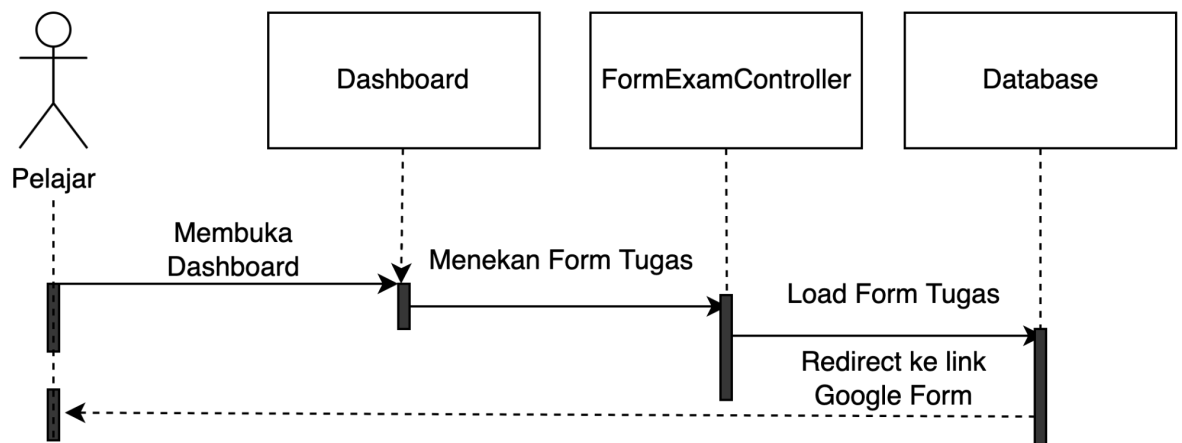 Dashboard
FormExamController
Database
Pelajar
Membuka
Dashboard
Menekan Form Tugas
Load Form Tugas
Redirect ke link
Google Form